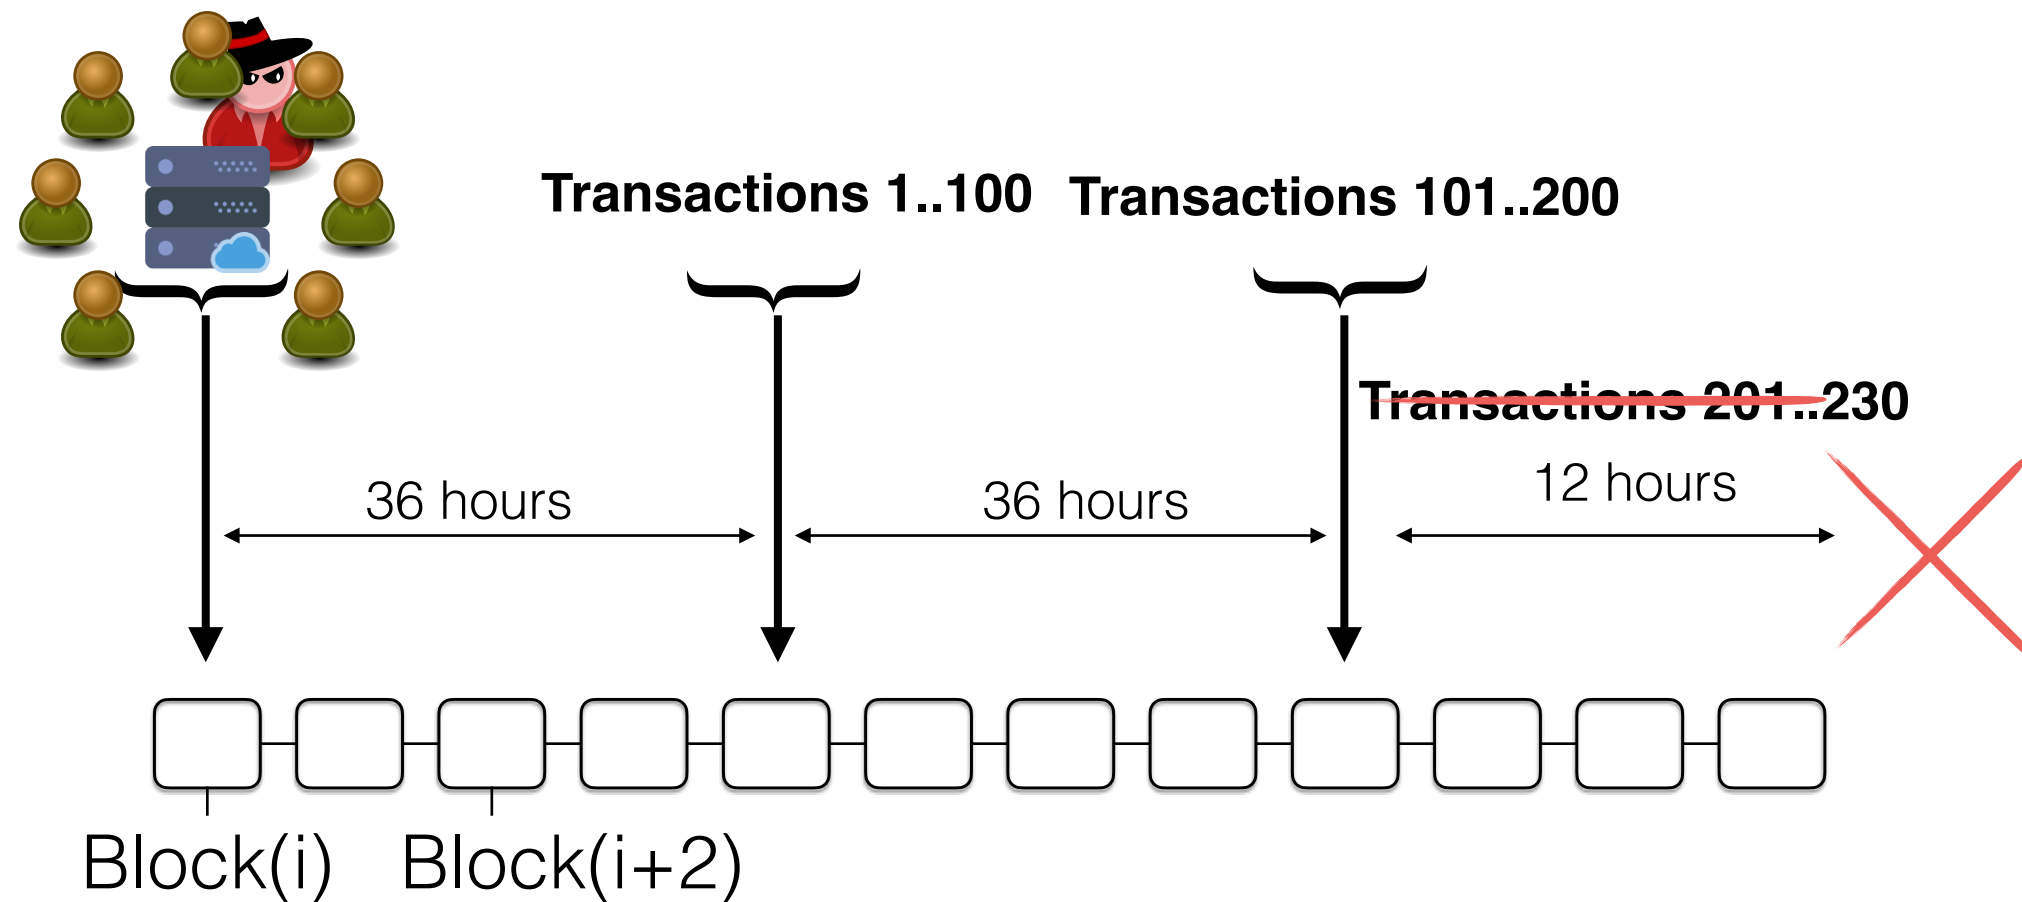 Transactions 1..100
Transactions 101..200
Transactions 201..230
36 hours
36 hours
12 hours
Block(i)
Block(i+2)